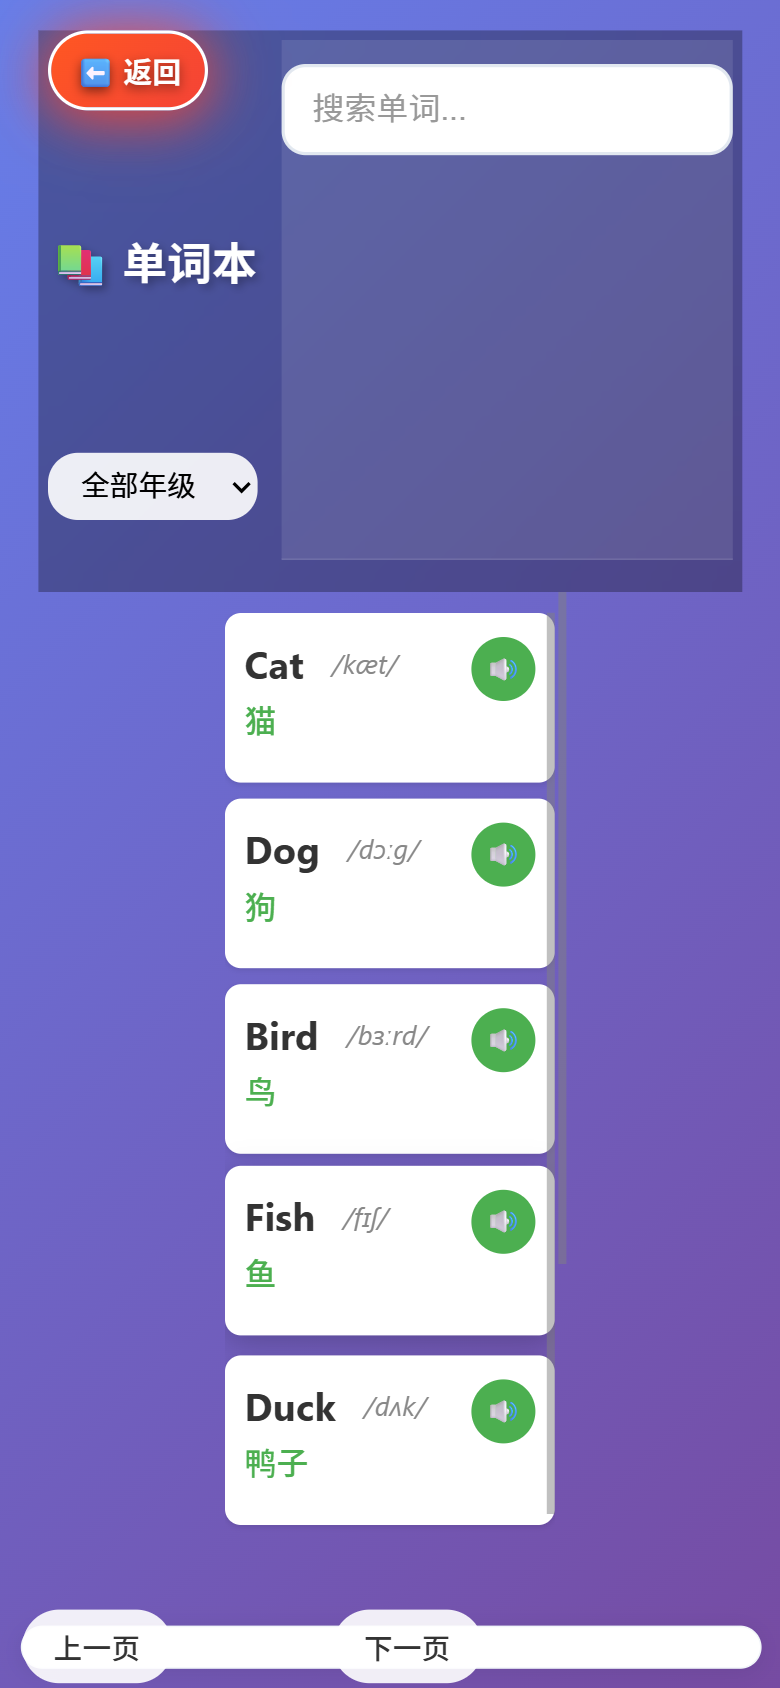 返回
搜索单词...
单词本
全部年级
Cat /kæt/
猫
Dog /dɔːg/
狗
Bird /bɜːrd/
鸟
Fish /fɪʃ/
鱼
Duck /dʌk/
鸭子
上一页 下一页